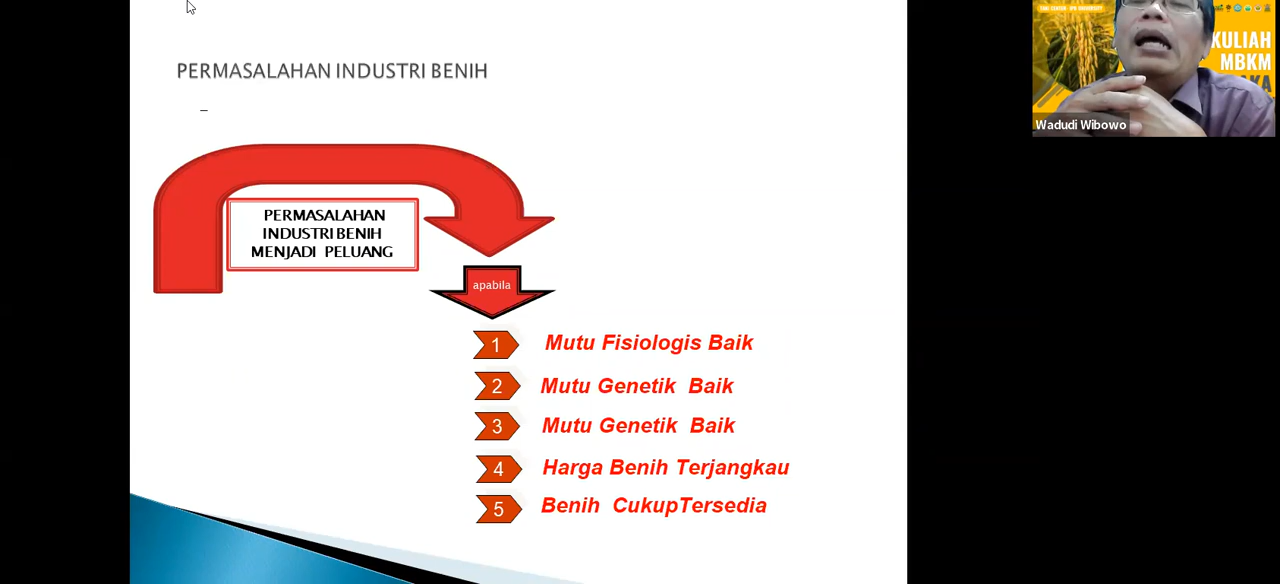 PERMASALAHAN INDUSTRI BENIH
–
PERMASALAHAN
INDUSTRI BENIH
MENJADI PELUANG
apabila
1 Mutu Fisiologis Baik
2 Mutu Genetik Baik
3 Mutu Genetik Baik
4 Harga Benih Terjangkau
5 Benih CukupTersedia
KULIAH
MBKM
AKA
Wadudi Wibowo